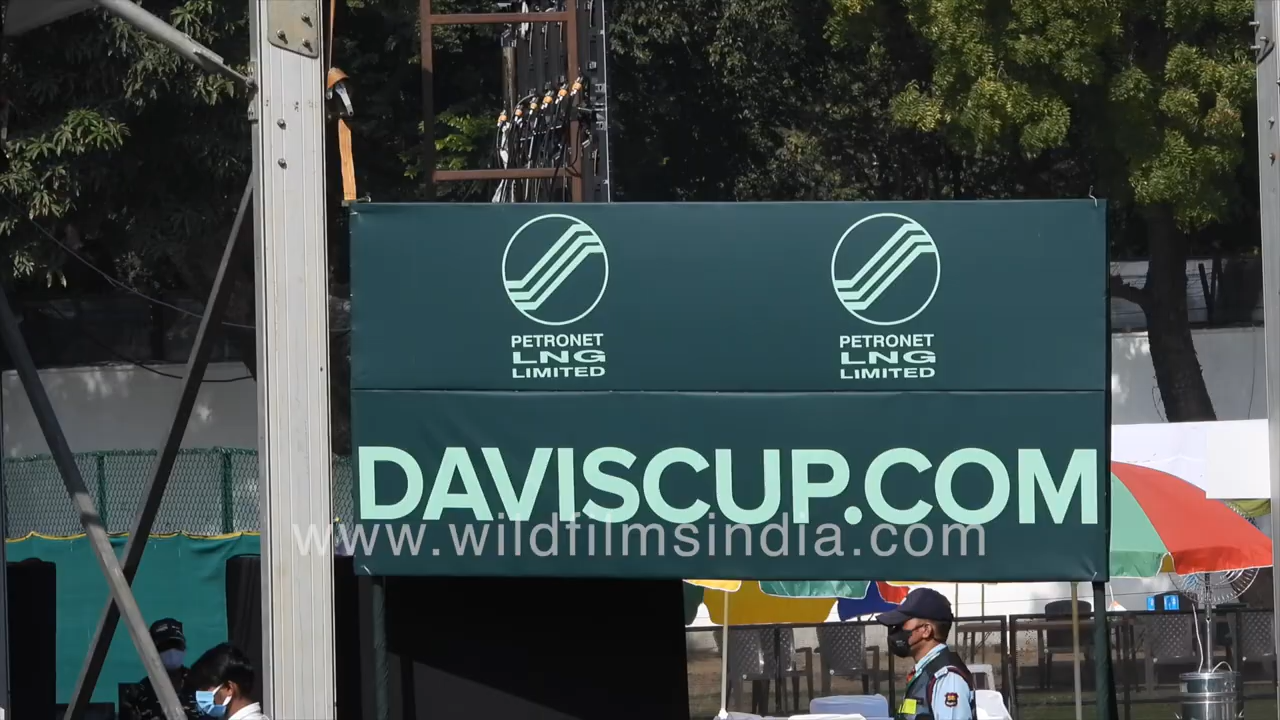 PETRONET
LNG
LIMITED
PETRONET
LNG
LIMITED
DAVISCUP.COM
www.wildfilmsindia.com